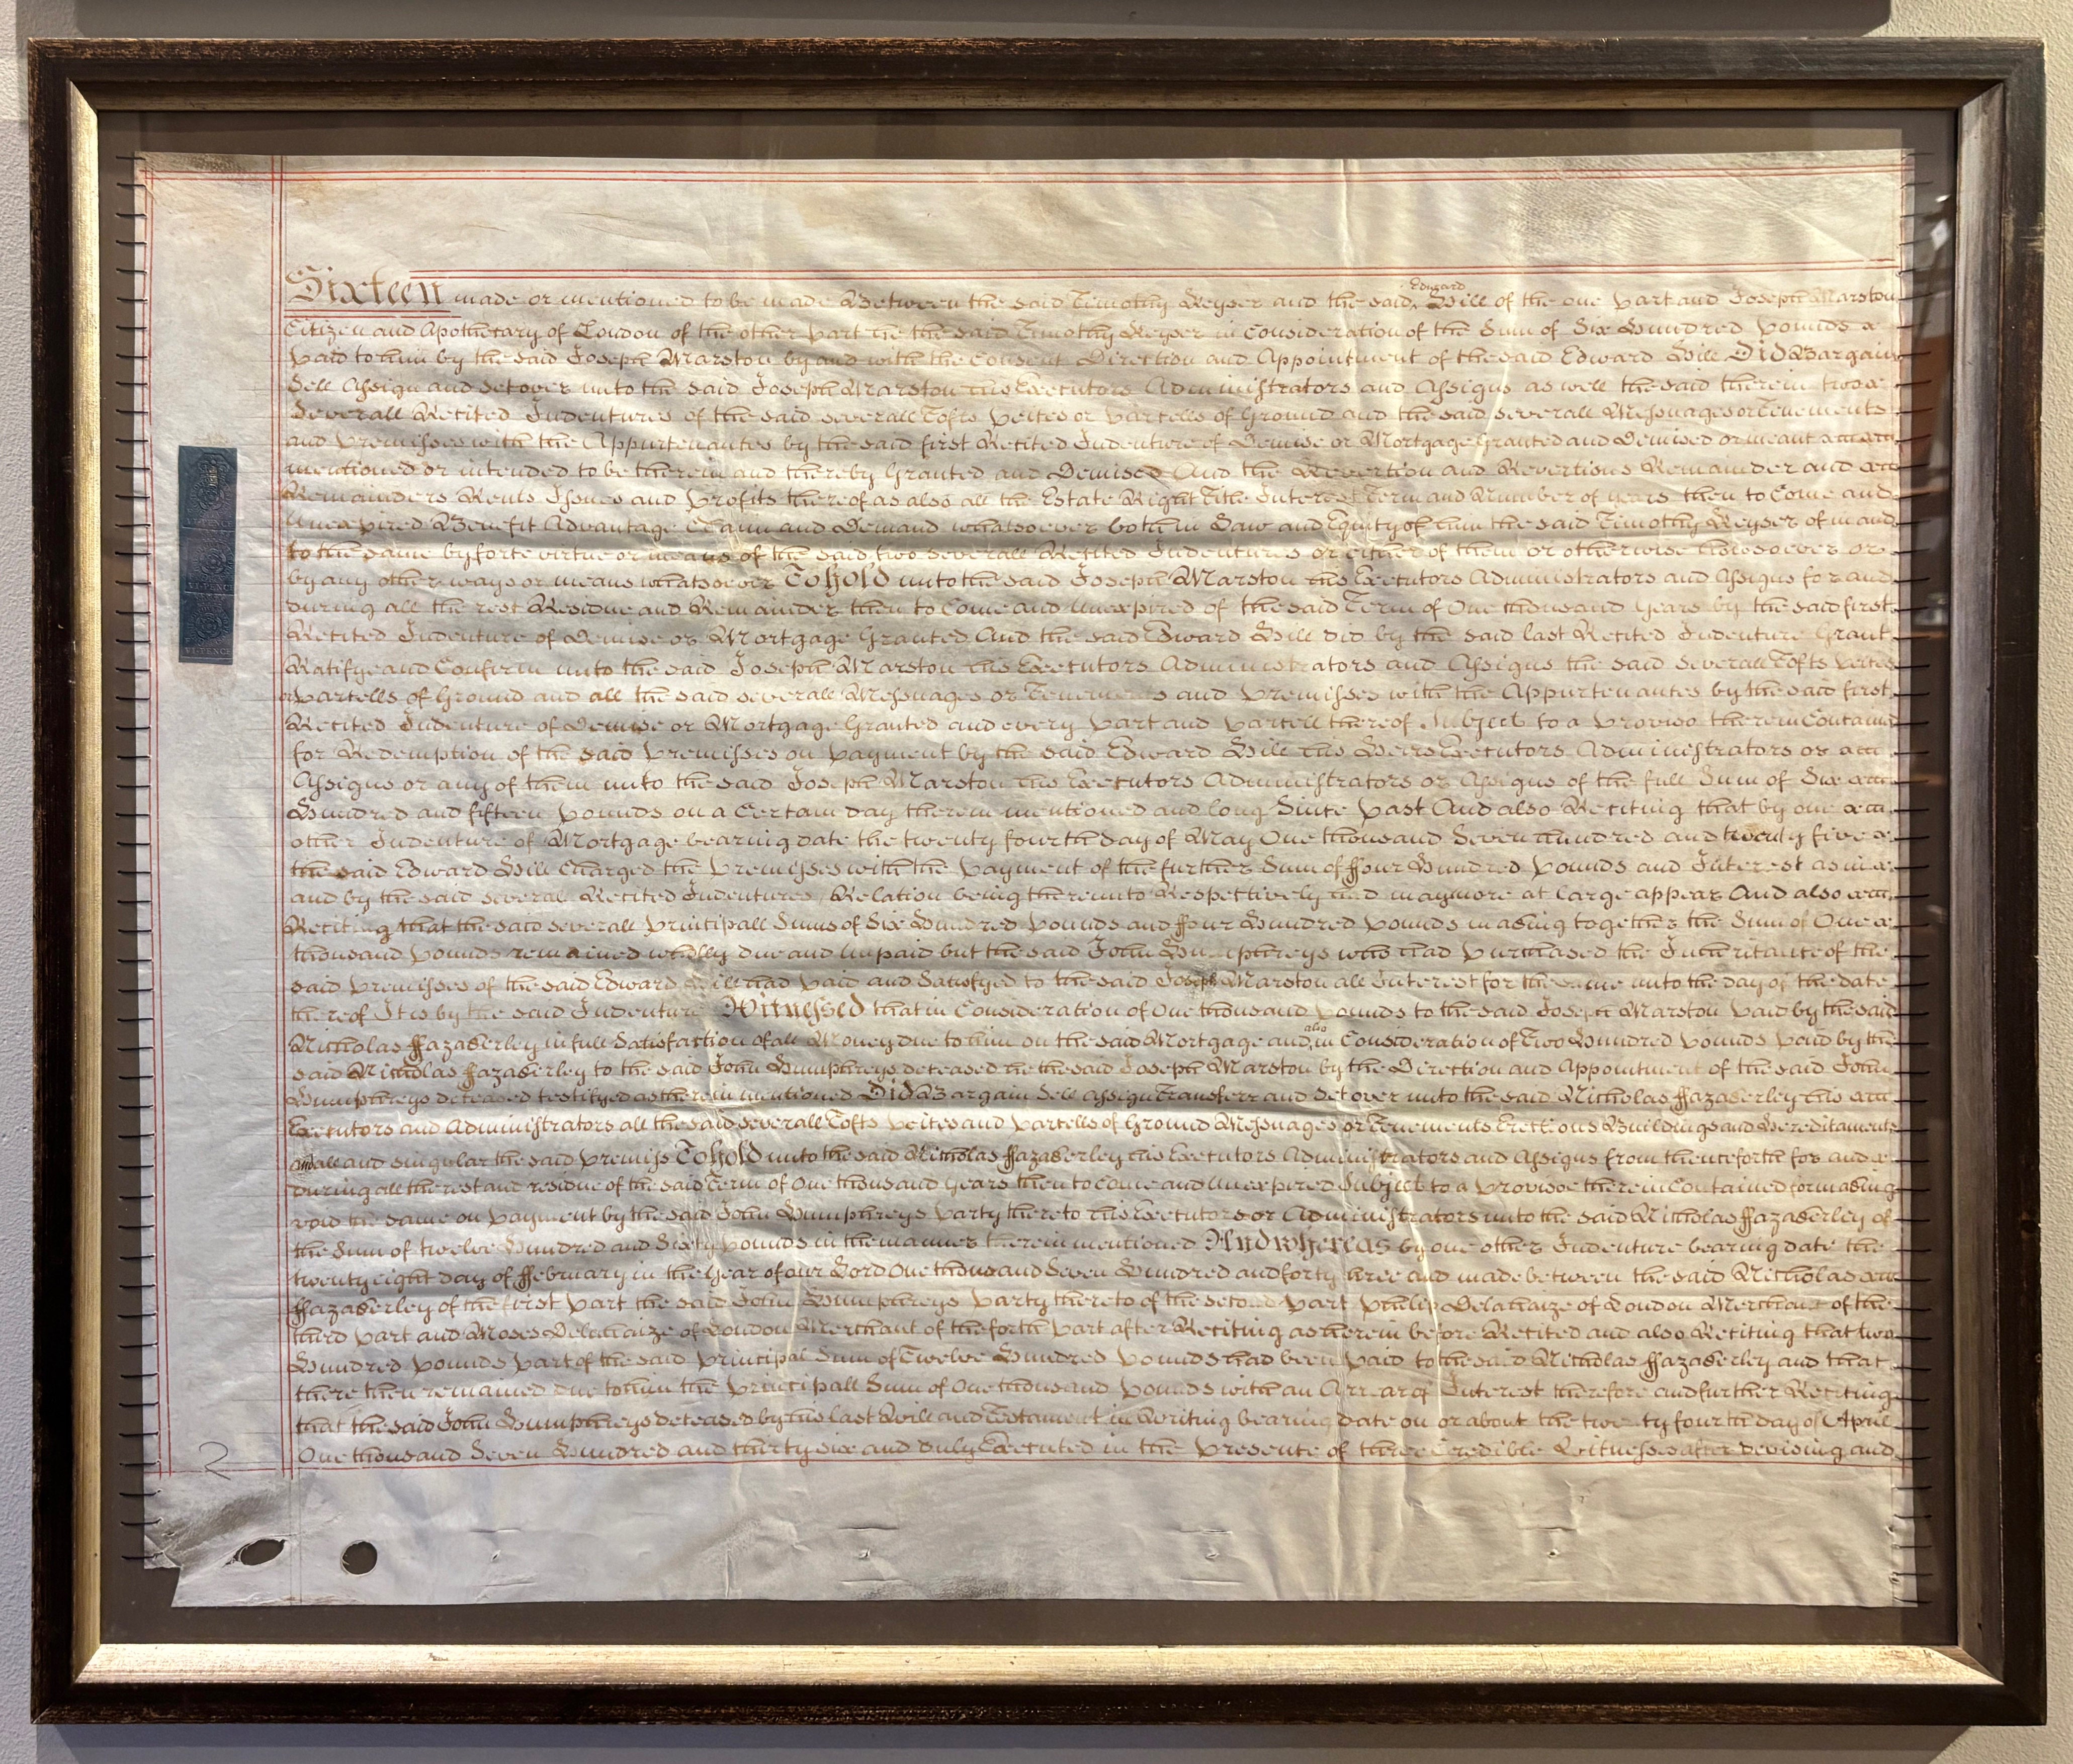 Sixteen made or mentioned to be made Between the said Timothy Keyser and the said Edward Hill of the one part and Joseph Marston
Citizen and Apothecary of London of the other part he the said Timothy Keyser in Consideration of the Sum of Six Hundred pounds
paid to him by the said Joseph Marston by and with the Consent Direction and Appointment of the said Edward Hill Did Bargain
Sell Assign and set over unto the said Joseph Marston his Executors Administrators and Assigns as well the said therein two
Severall Recited Indentures of the said severall Tofts peices or parcells of Ground and the said severall Messuages or Tenements
and premisses with the Appurtenances by the said first Recited Indenture of Demise or Mortgage Granted and Demised or meant
mentioned or intended to be therein and thereby Granted and Demised And the Revertion and Revertions Remainder and
Remainders Rents Issues and profits thereof as also all the Estate Right Title Interest Term and Number of years then to Come and
Unexpired Benefit Advantage Claim and Demand whatsoever both in Law and Equity of him the said Timothy Keyser of in and
to the same by force virtue or means of the said two severall Recited Indentures or either of them or otherwise howsoever or
by any other ways or means whatsoever To hold unto the said Joseph Marston his Executors Administrators and Assigns for and
during all the rest Residue and Remainder then to Come and Unexpired of the said Term of One thousand years by the said first
Recited Indenture of Demise or Mortgage Granted And the said Edward Hill did by the said last Recited Indenture Grant
Ratifye and Confirm unto the said Joseph Marston his Executors Administrators and Assigns the said severall Tofts peices
or parcells of Ground and all the said severall Messuages or Tenements and premisses with the Appurtenances by the said first
Recited Indenture of Demise or Mortgage Granted and every part and parcell thereof Subject to a proviso therein Contained
for Redemption of the said premisses on payment by the said Edward Hill his Heirs Executors Administrators or
Assigns or any of them unto the said Joseph Marston his Executors Administrators or Assigns of the full Sum of Six
Hundred and fifteen pounds on a Certain day therein mentioned and long Since past And also Reciting that by one
other Indenture of Mortgage bearing date the twenty fourth day of May One thousand Seven hundred and twenty five
the said Edward Hill Charged the premisses with the payment of the further Sum of ffour Hundred pounds and Interest as in
and by the said several Recited Indentures Relation being thereunto Respectively had may more at large appear And also
Reciting that the said severall principall Sums of Six Hundred pounds and ffour Hundred pounds making together the Sum of One
thousand pounds remained wholly due and unpaid but the said John Humphreys who had purchased the Inheritance of the
said premisses of the said Edward Hill had paid and Satisfyed to the said Joseph Marston all Interest for the same unto the day of the date
thereof It is by the said Indenture Witnessed that in Consideration of One thousand pounds to the said Joseph Marston paid by the said
Nicholas ffazakerley in full Satisfaction of all Money due to him on the said Mortgage and also in Consideration of Two Hundred pounds paid by the
said Nicholas ffazakerley to the said John Humphreys deceased he the said Joseph Marston by the Direction and Appointment of the said John
Humphreys deceased testifyed as therein mentioned Did Bargain Sell Assign Transferr and set over unto the said Nicholas ffazakerley his
Executors and Administrators all the said severall Tofts peices and parcells of Ground Messuages or Tenements Erections Buildings and Hereditaments
and all and singular the said premiss To hold unto the said Nicholas ffazakerley his Executors Administrators and Assigns from thenceforth for and
during all the rest and residue of the said Term of One thousand years then to come and Unexpired Subject to a provisoe therein Contained for making
void the same on payment by the said John Humphreys party thereto his Executors or Administrators unto the said Nicholas ffazakerley of
the Sum of twelve Hundred and Sixty pounds in the manner therein mentioned And whereas by one other Indenture bearing date the
twenty eight day of ffebruary in the year of our Lord One thousand Seven Hundred and forty three and made between the said Nicholas
ffazakerley of the first part the said John Humphreys party thereto of the second part philip Delahaize of London Merchant of the
third part and Moses Delahaize of London Merchant of the forth part after Reciting as herein before Recited and also Reciting that two
Hundred pounds part of the said principal Sum of Twelve Hundred pounds had been paid to the said Nicholas ffazakerley and that
there then remained due to him the principall Sum of One thousand pounds with an Arrear of Interest therefore and further Reciting
that the said John Humphreys deceased by his last Will and Testament in Writing bearing date on or about the twenty fourth day of April
One thousand Seven Hundred and thirty six and duly Executed in the presence of three Credible Witnesses after devising and
VI PENCE
VI PENCE
VI PENCE
2